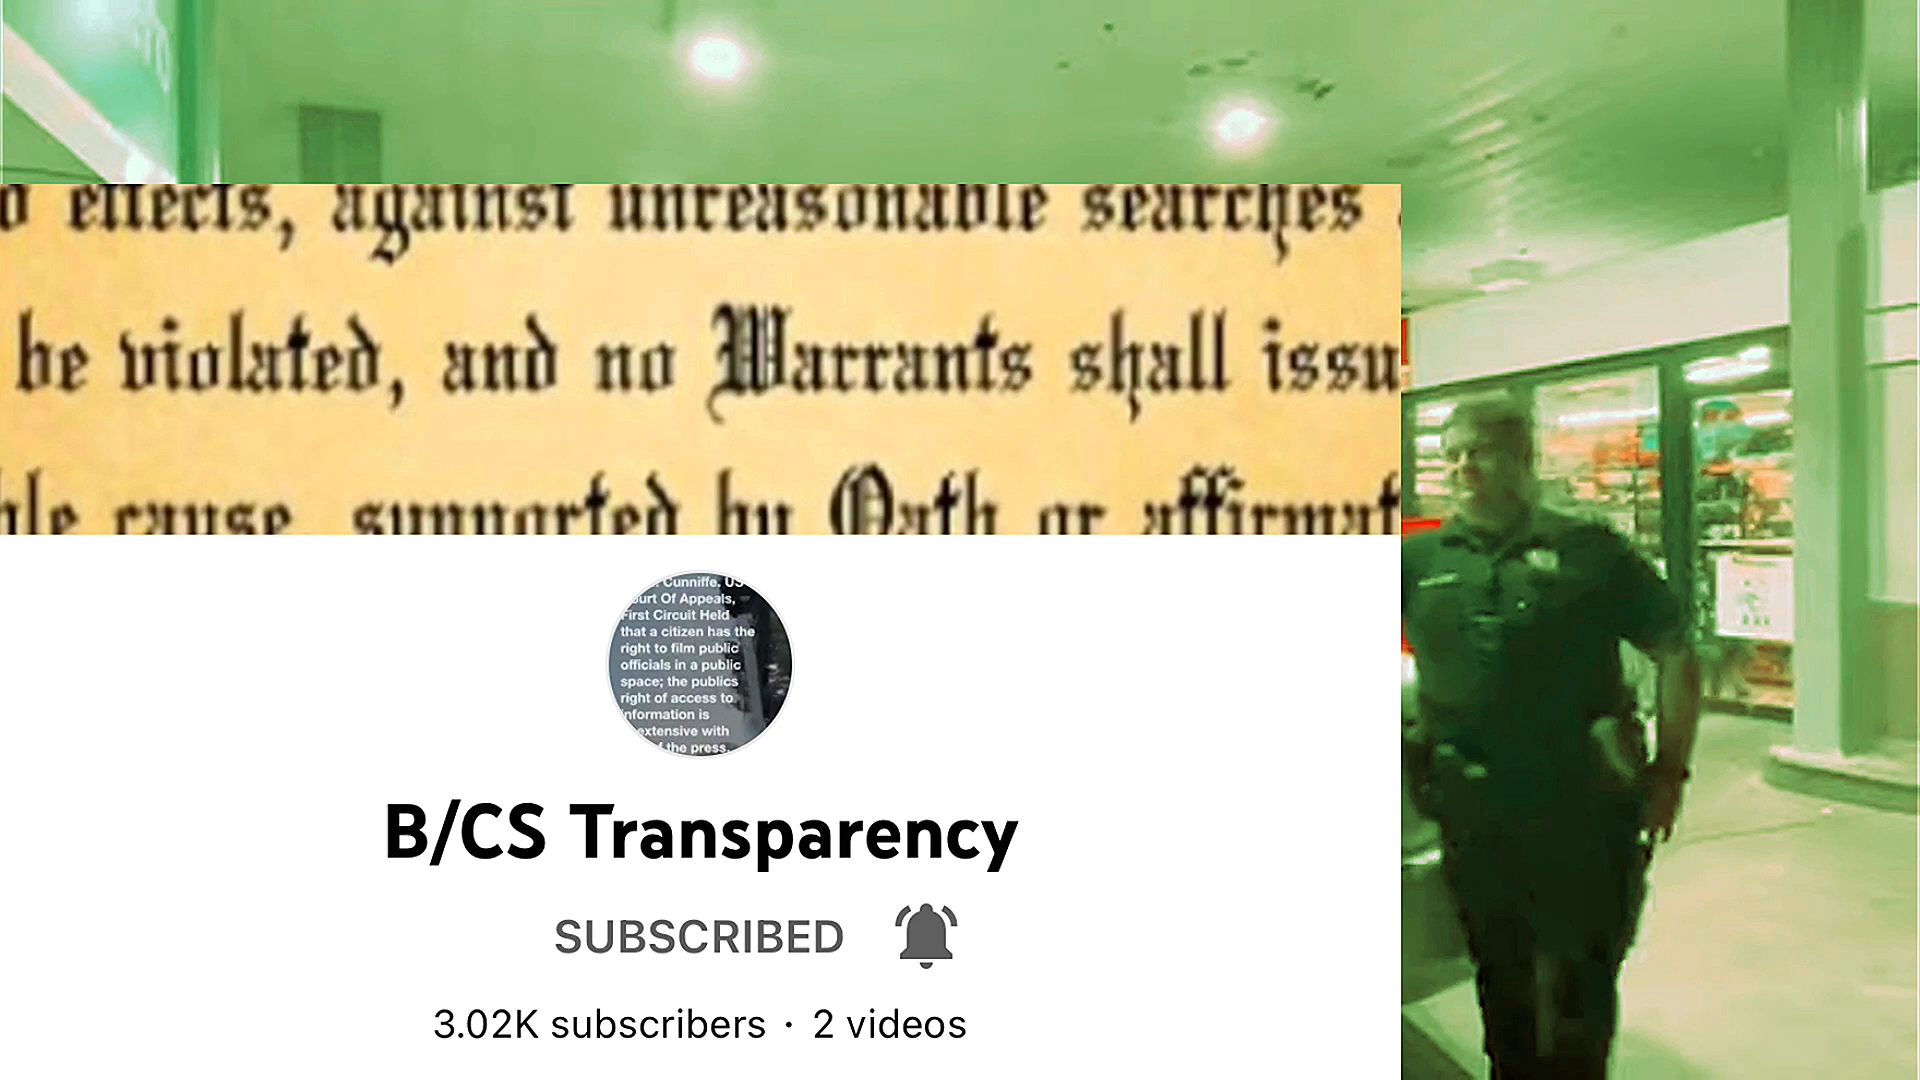 effects, against unreasonable searches
be violated, and no Warrants shall issu
cause, supported by Oath or affirmat
Cunniffe. US
ourt Of Appeals,
First Circuit Held
that a citizen has the
right to film public
officials in a public
space; the publics
right of access to
information is
extensive with
of the press.
B/CS Transparency
SUBSCRIBED
3.02K subscribers · 2 videos